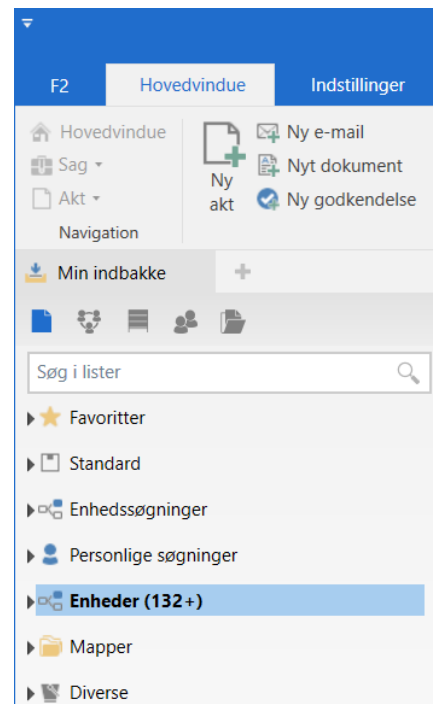 F2 Hovedvindue Indstillinger
Hovedvindue
Sag
Akt
Navigation
Ny
akt
Ny e-mail
Nyt dokument
Ny godkendelse
Min indbakke
Søg i lister
Favoritter
Standard
Enhedssøgninger
Personlige søgninger
Enheder (132+)
Mapper
Diverse